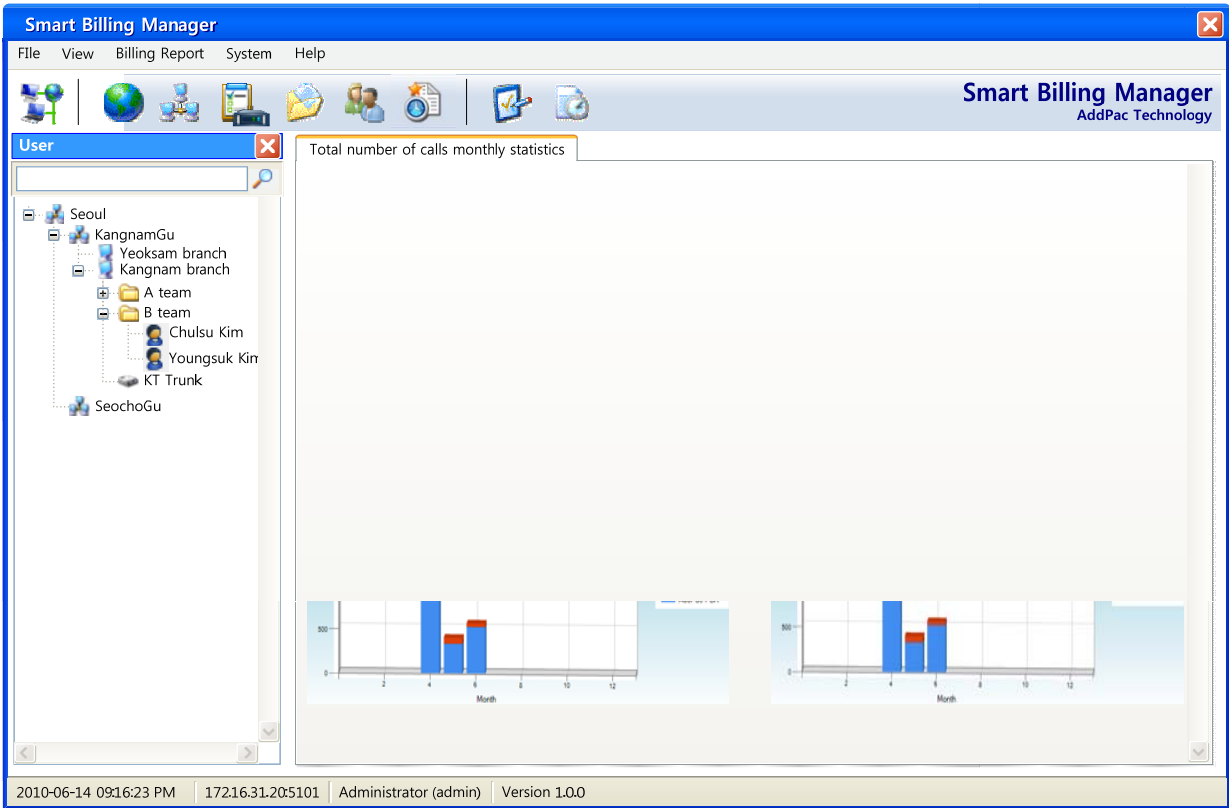 Smart Billing Manager
FIle View Billing Report System Help
Smart Billing Manager
AddPac Technology
User
Total number of calls monthly statistics
Seoul
KangnamGu
Yeoksam branch
Kangnam branch
A team
B team
Chulsu Kim
Youngsuk Kim
KT Trunk
SeochoGu
500
0
2 4 6 8 10 12
Month
500
0
2 4 6 8 10 12
Month
2010-06-14 09:16:23 PM 172.16.31.20:5101 Administrator (admin) Version 1.0.0